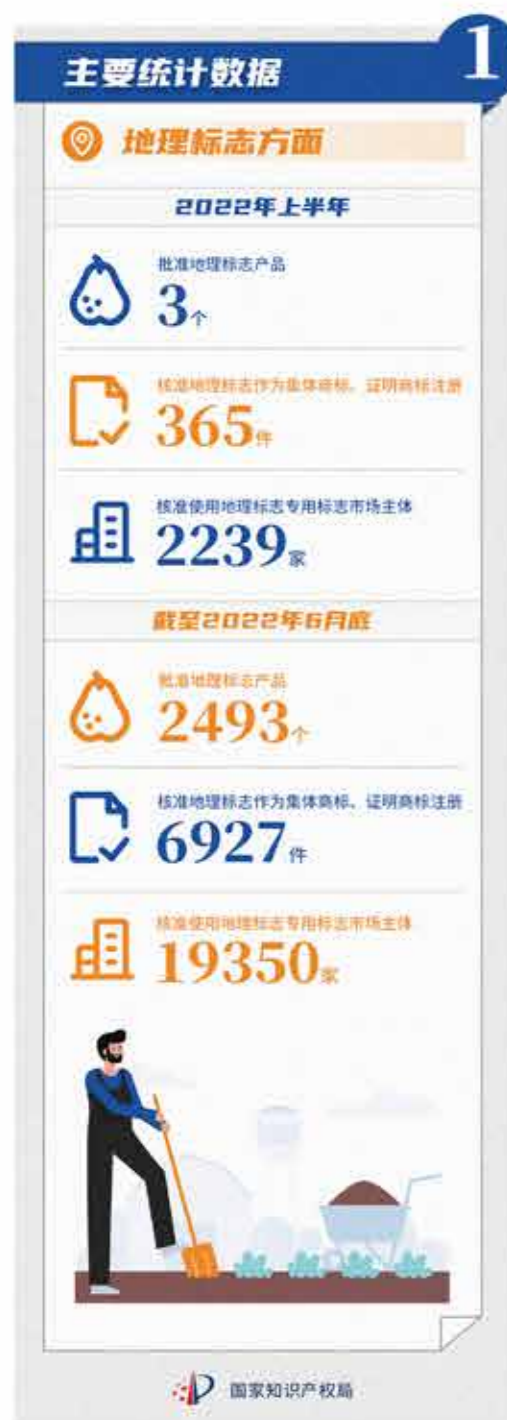 1
主要统计数据
地理标志方面
2022年上半年
批准地理标志产品
3个
核准地理标志作为集体商标、证明商标注册
365件
核准使用地理标志专用标志市场主体
2239家
截至2022年6月底
批准地理标志产品
2493个
核准地理标志作为集体商标、证明商标注册
6927件
核准使用地理标志专用标志市场主体
19350家
国家知识产权局